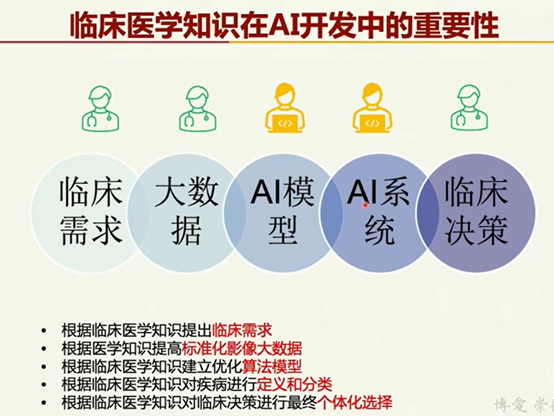 临床医学知识在AI开发中的重要性
临床
需求
大数
据
AI模
型
AI系
统
临床
决策
• 根据临床医学知识提出临床需求
• 根据医学知识提高标准化影像大数据
• 根据临床医学知识建立优化算法模型
• 根据临床医学知识对疾病进行定义和分类
• 根据临床医学知识对临床决策进行最终个体化选择
博愛